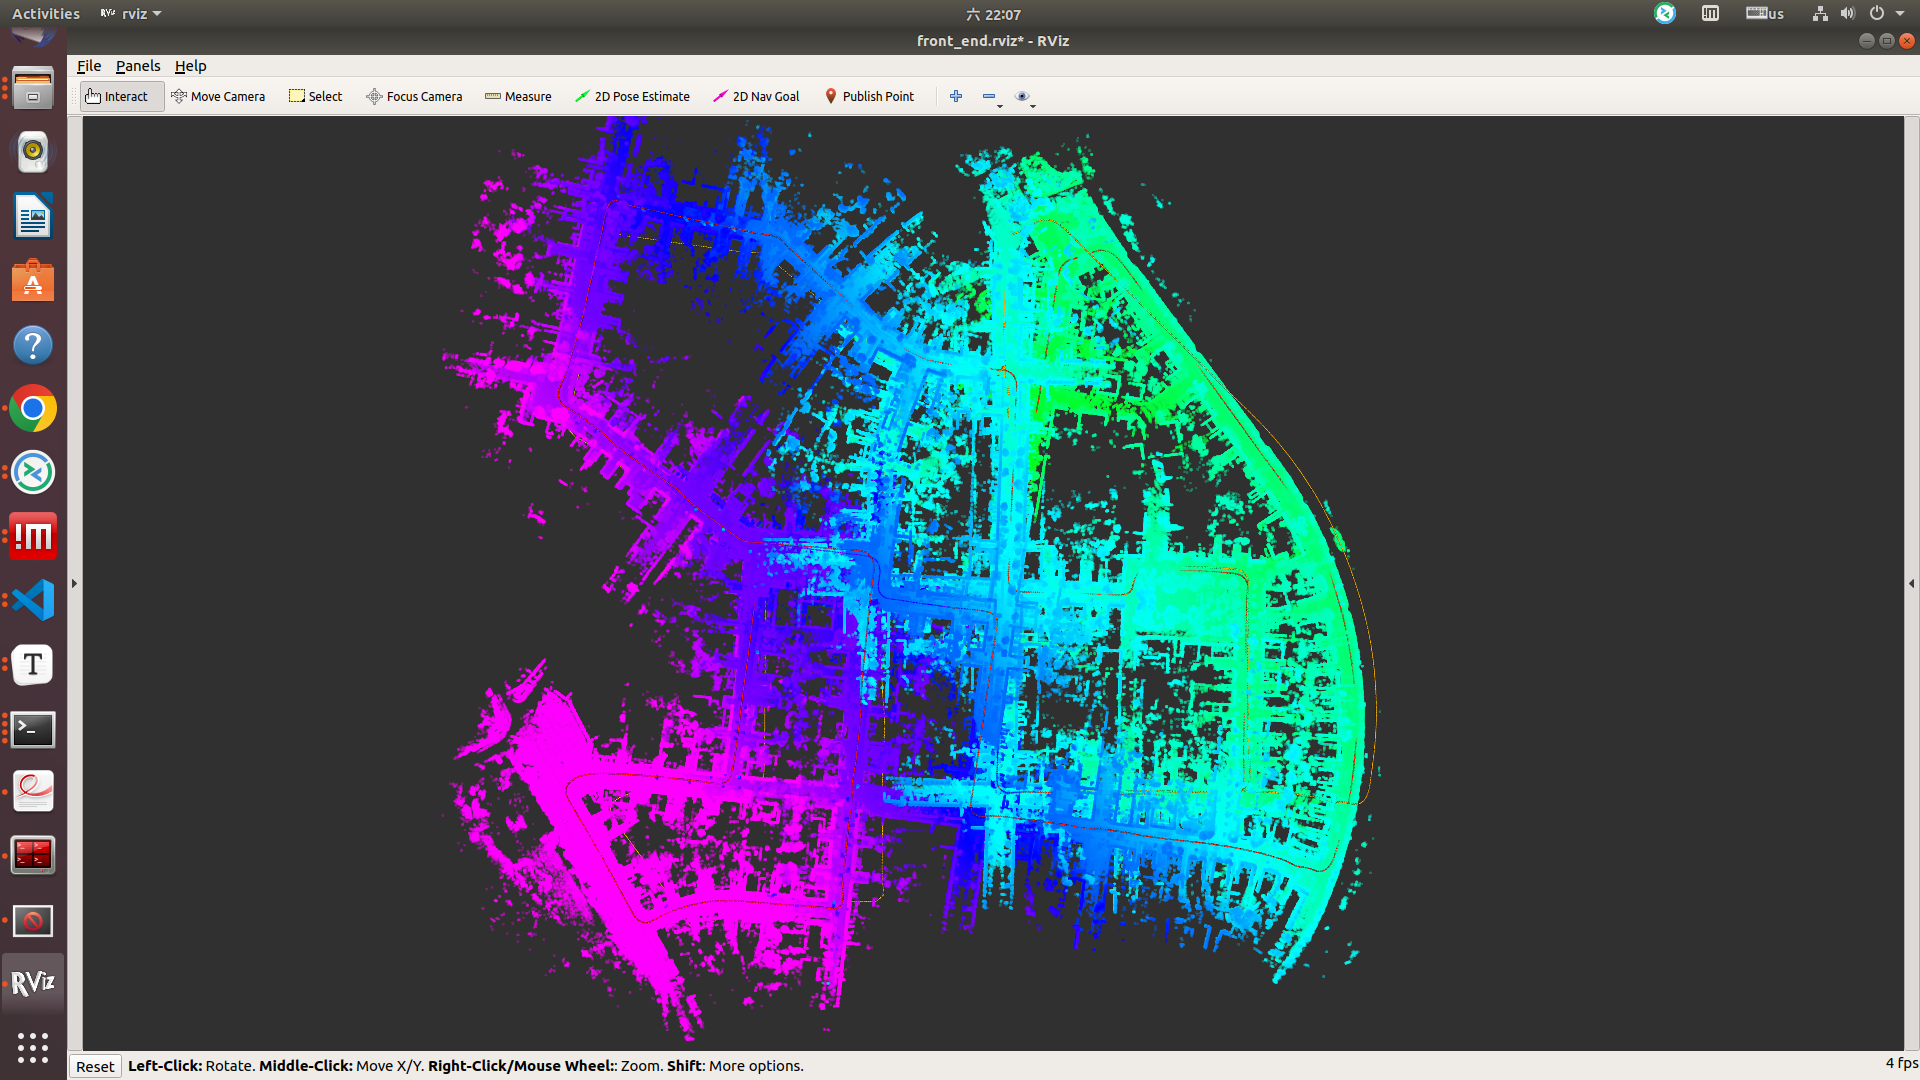 Activities rviz 六 22:07 us
front_end.rviz* - RViz
File Panels Help
Interact Move Camera Select Focus Camera Measure 2D Pose Estimate 2D Nav Goal Publish Point
RViz
Reset Left-Click: Rotate. Middle-Click: Move X/Y. Right-Click/Mouse Wheel:: Zoom. Shift: More options. 4 fps